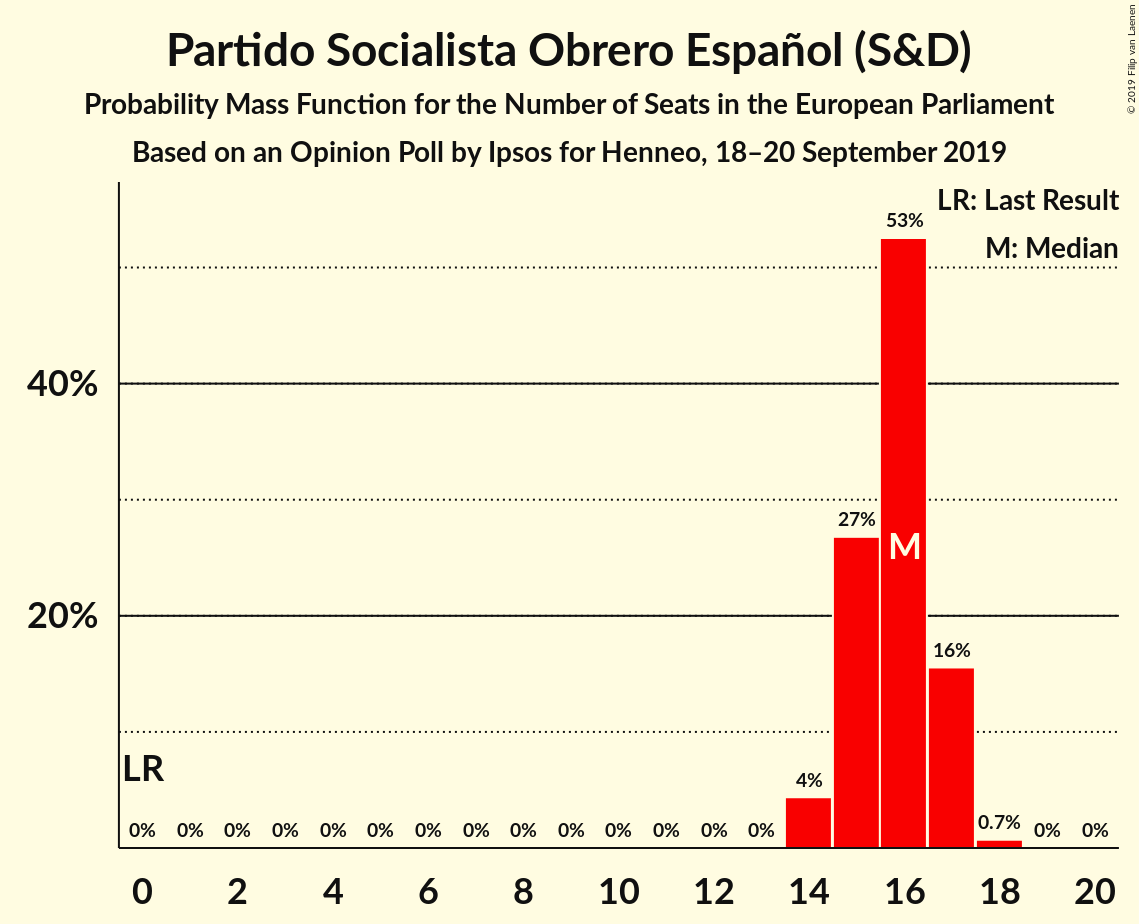 Partido Socialista Obrero Español (S&D)
Probability Mass Function for the Number of Seats in the European Parliament
Based on an Opinion Poll by Ipsos for Henneo, 18–20 September 2019
© 2019 Filip van Laenen
LR: Last Result
M: Median
53%
40%
27%
M
20%
16%
LR
4%
0% 0% 0% 0% 0% 0% 0% 0% 0% 0% 0% 0% 0% 0% 0.7% 0% 0%
0 2 4 6 8 10 12 14 16 18 20